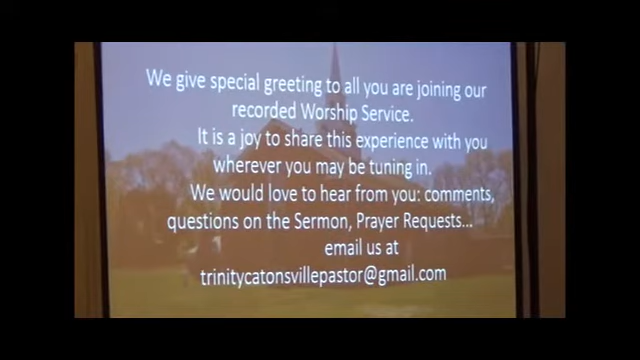 We give special greeting to all you are joining our
recorded Worship Service.
It is a joy to share this experience with you
wherever you may be tuning in.
We would love to hear from you: comments,
questions on the Sermon, Prayer Requests...
email us at
trinitycatonsvillepastor@gmail.com